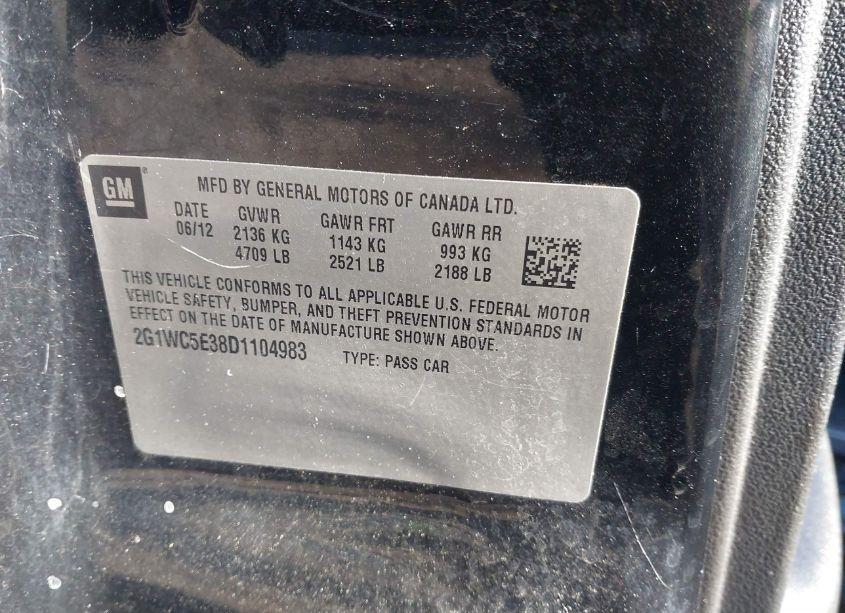 GM
MFD BY GENERAL MOTORS OF CANADA LTD.
DATE GVWR GAWR FRT GAWR RR
06/12 2136 KG 1143 KG 993 KG
4709 LB 2521 LB 2188 LB
THIS VEHICLE CONFORMS TO ALL APPLICABLE U.S. FEDERAL MOTOR
VEHICLE SAFETY, BUMPER, AND THEFT PREVENTION STANDARDS IN
EFFECT ON THE DATE OF MANUFACTURE SHOWN ABOVE.
2G1WC5E38D1104983 TYPE: PASS CAR